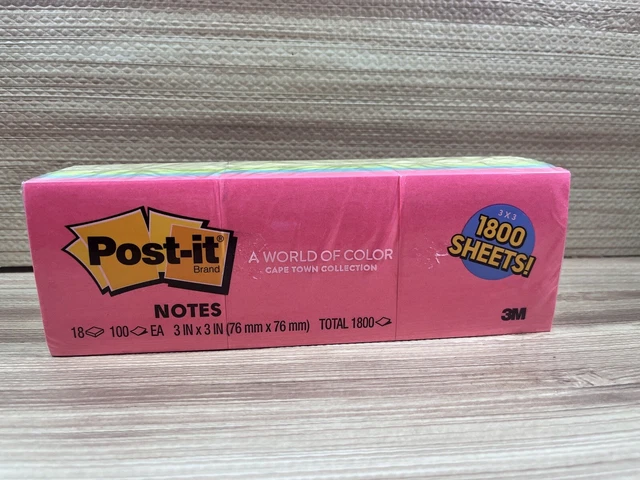 Post-it®
Brand
NOTES
18 100 EA 3 IN x 3 IN (76 mm x 76 mm) TOTAL 1800
A WORLD OF COLOR
CAPE TOWN COLLECTION
3 X 3
1800
SHEETS!
3M